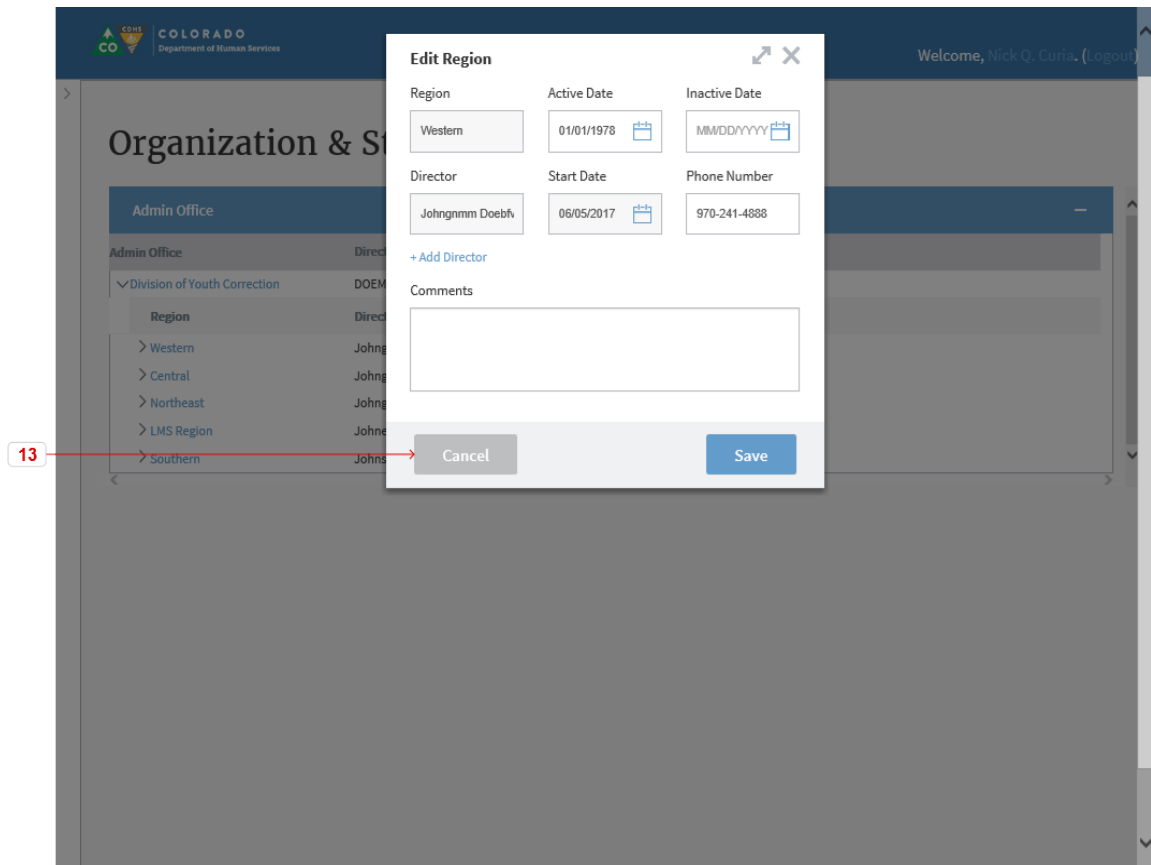 COLORADO
Department of Human Services
CO
CDHS
Welcome, Nick Q. Curia. (Logout)
Organization & St
Admin Office
Admin Office Direct
Division of Youth Correction DOEM
Region Direct
Western Johng
Central Johng
Northeast Johng
LMS Region Johne
Southern Johns
Edit Region
Region Active Date Inactive Date
Western 01/01/1978 MM/DD/YYYY
Director Start Date Phone Number
Johngnmm Doebfv 06/05/2017 970-241-4888
+ Add Director
Comments
13
Cancel Save